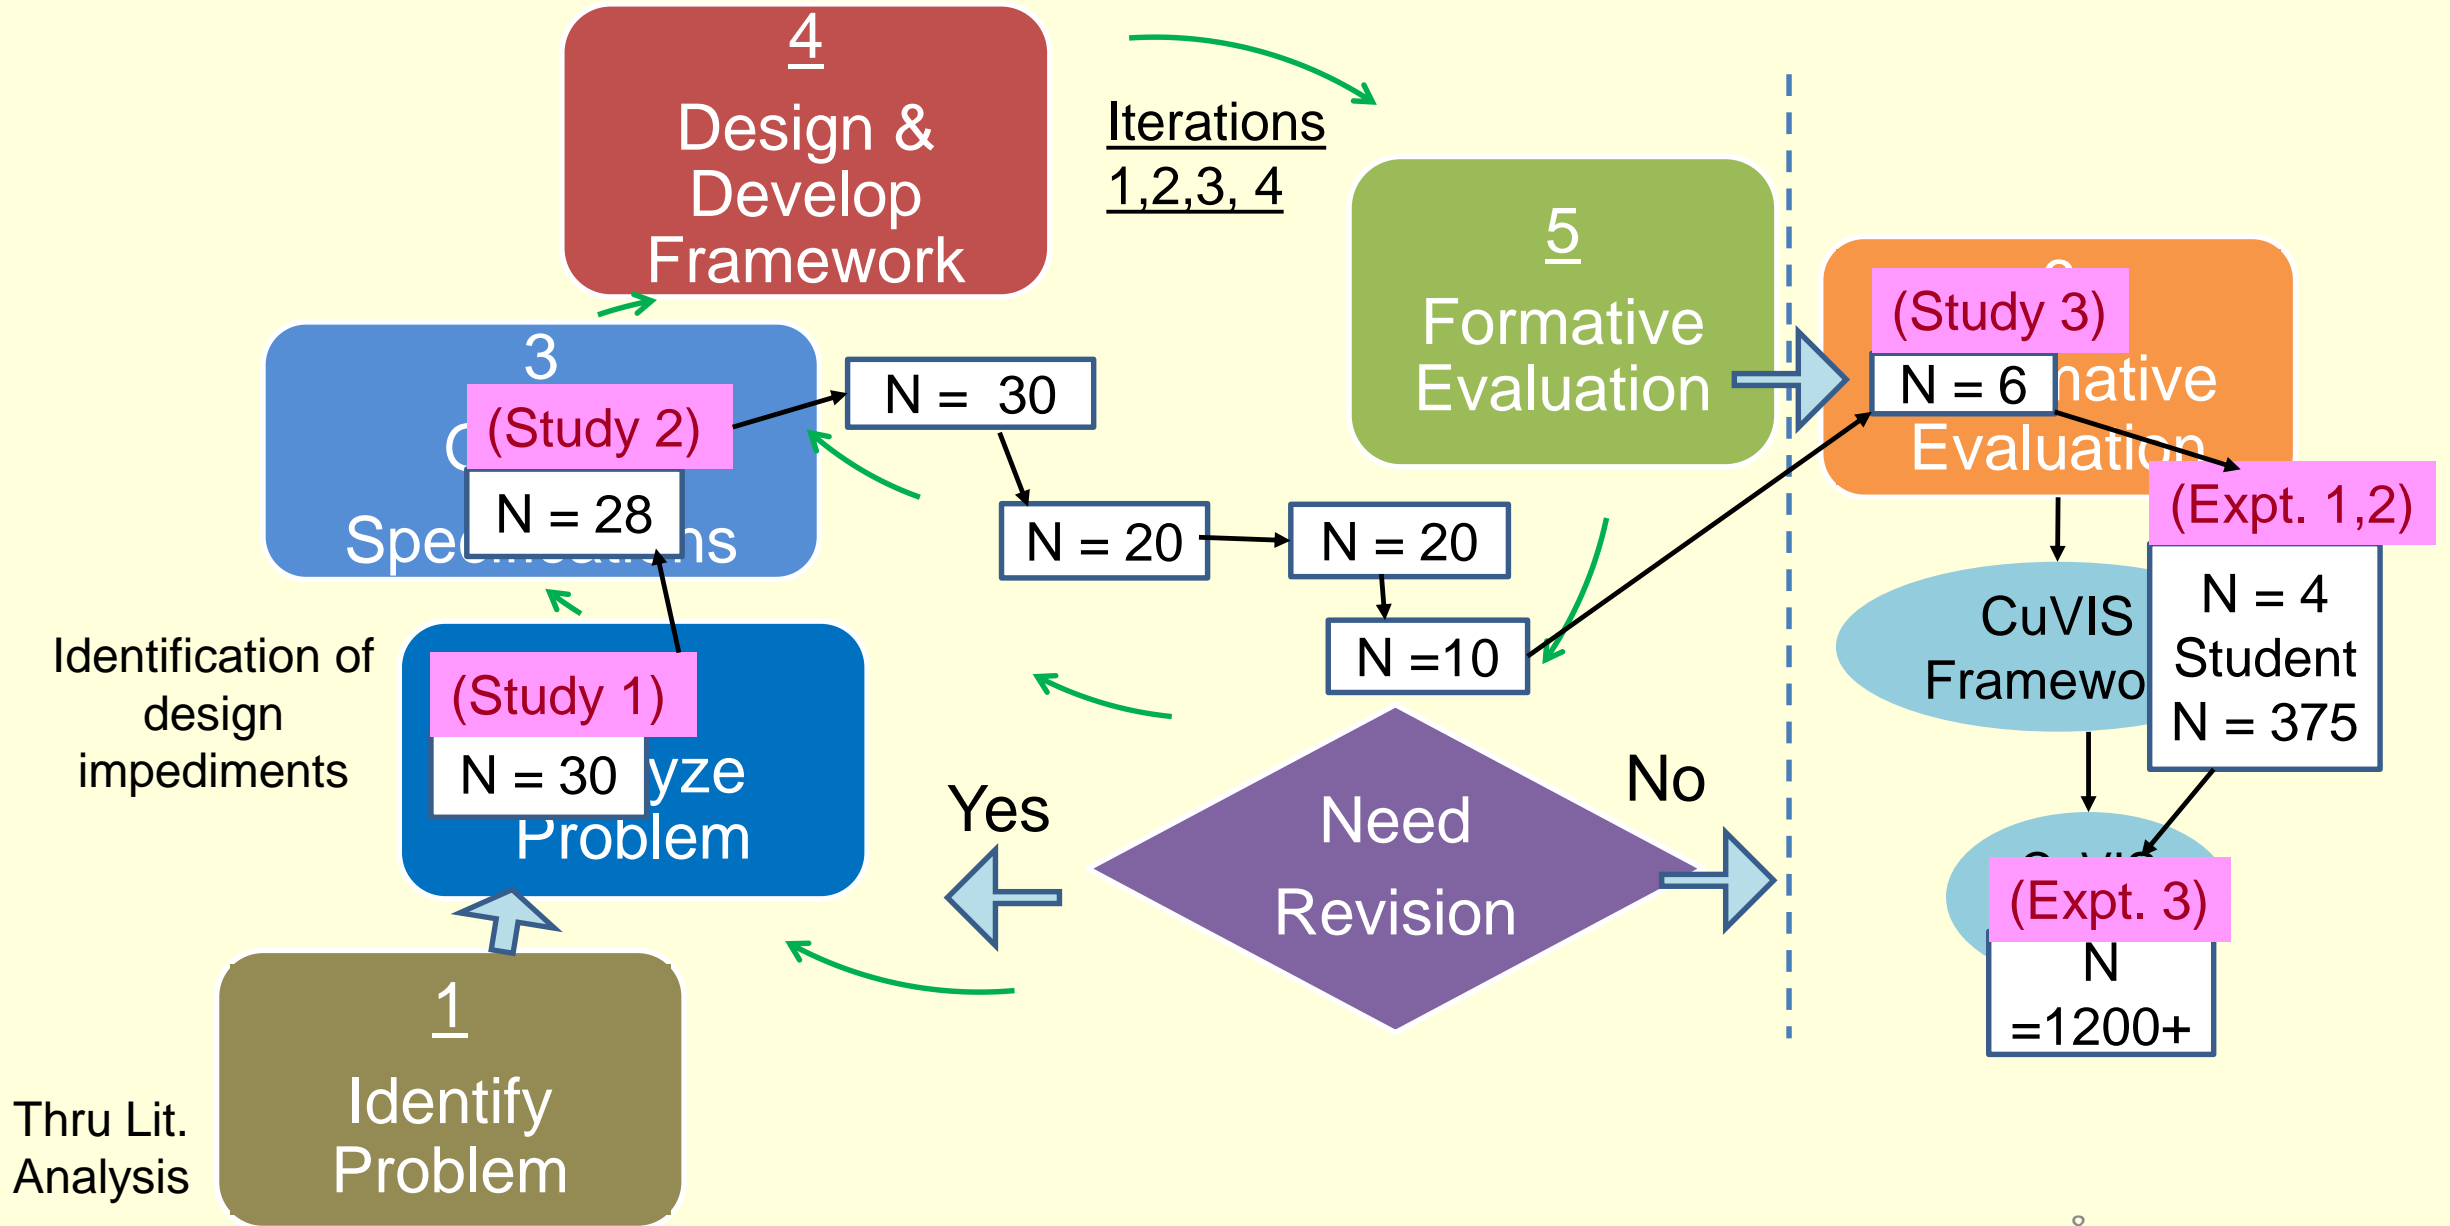 4
Design &
Develop
Framework
Iterations
1,2,3, 4
5
Formative
Evaluation
(Study 3)
N = 6
Evaluation
3
(Study 2)
N = 28
N =  30
N = 20
N = 20
N =10
(Expt. 1,2)
N = 4
Student
N = 375
CuVIS
Identification of
design
impediments
(Study 1)
N = 30
Problem
Yes
No
Need
Revision
(Expt. 3)
N
=1200+
1
Identify
Problem
Thru Lit.
Analysis